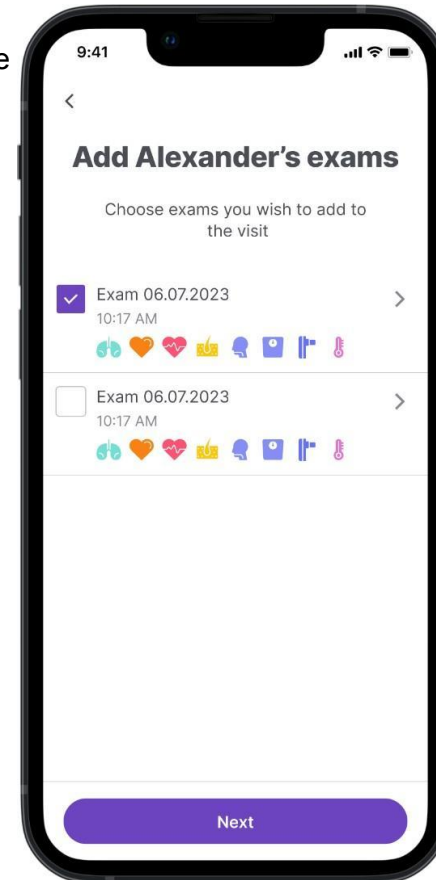 e
9:41
Add Alexander's exams
Choose exams you wish to add to
the visit
Exam 06.07.2023
10:17 AM
Exam 06.07.2023
10:17 AM
Next